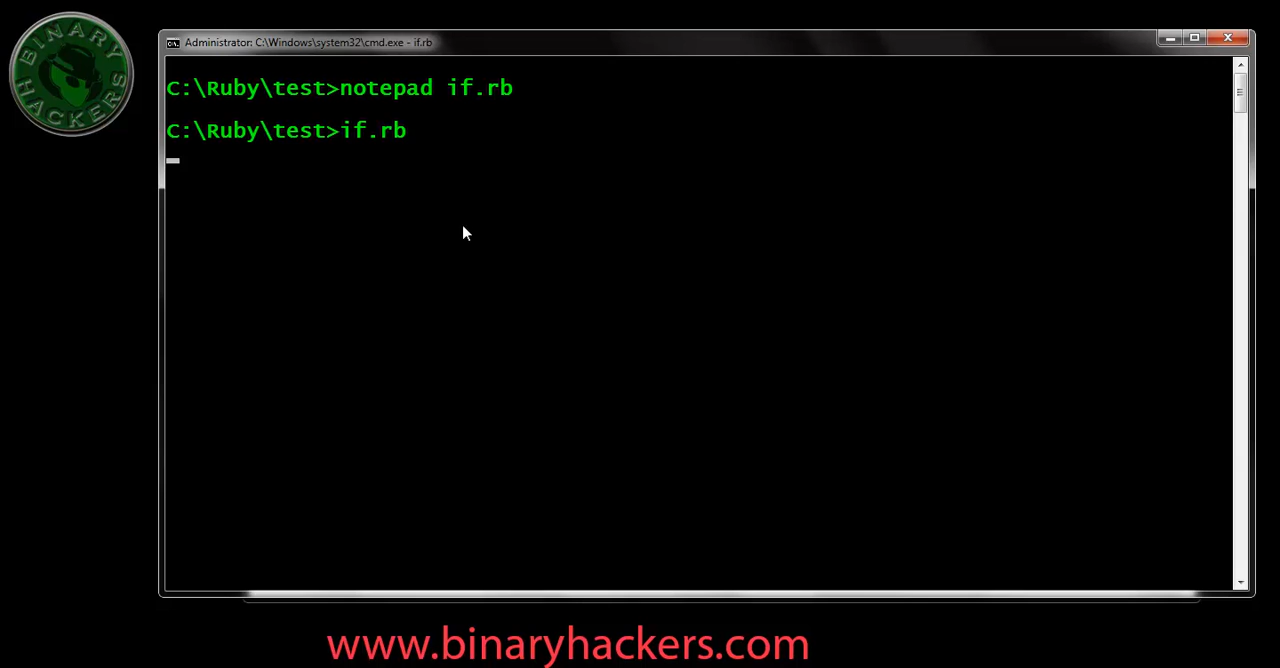 BINARY HACKERS
Administrator: C:\Windows\system32\cmd.exe - if.rb
C:\Ruby\test>notepad if.rb
C:\Ruby\test>if.rb
www.binaryhackers.com